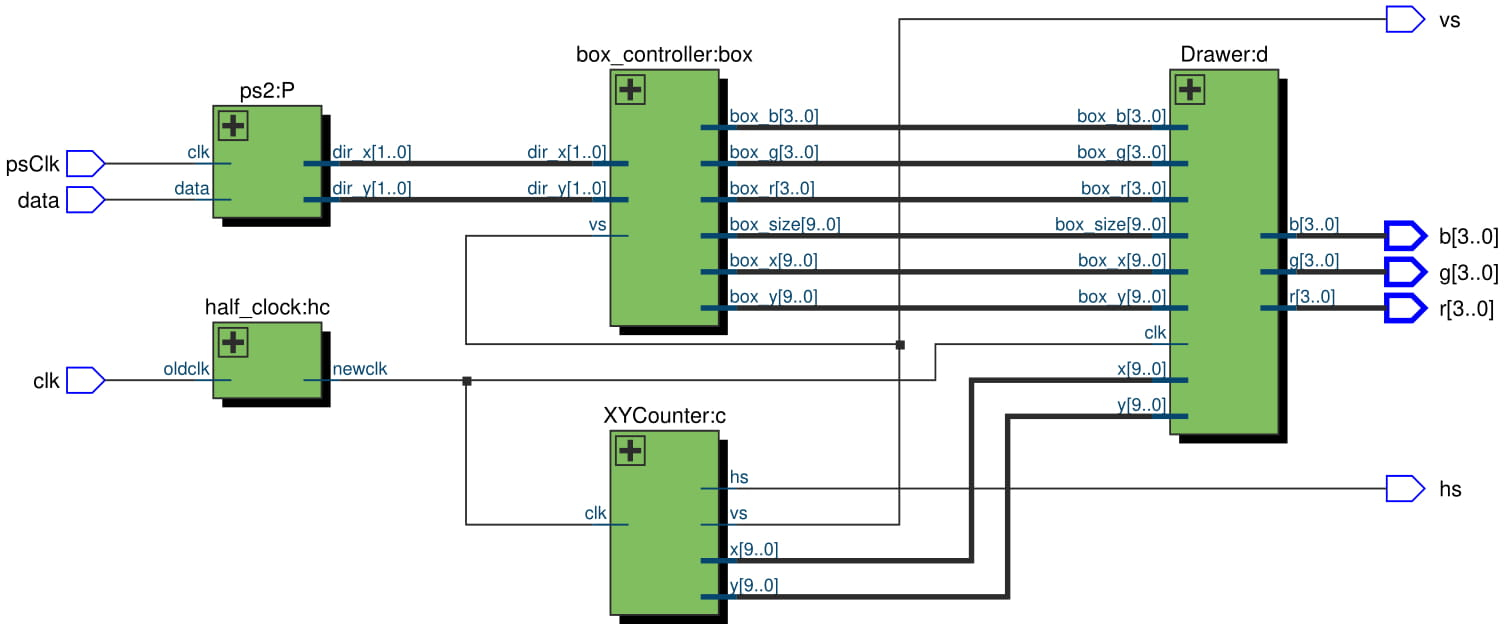 vs
box_controller:box
Drawer:d
ps2:P
box_b[3..0]
box_b[3..0]
psClk
clk
dir_x[1..0]
dir_x[1..0]
box_g[3..0]
box_g[3..0]
data
data
dir_y[1..0]
dir_y[1..0]
box_r[3..0]
box_r[3..0]
vs
box_size[9..0]
box_size[9..0]
b[3..0]
b[3..0]
box_x[9..0]
box_x[9..0]
g[3..0]
g[3..0]
half_clock:hc
box_y[9..0]
box_y[9..0]
r[3..0]
r[3..0]
clk
clk
oldclk
newclk
x[9..0]
y[9..0]
XYCounter:c
hs
hs
clk
vs
x[9..0]
y[9..0]